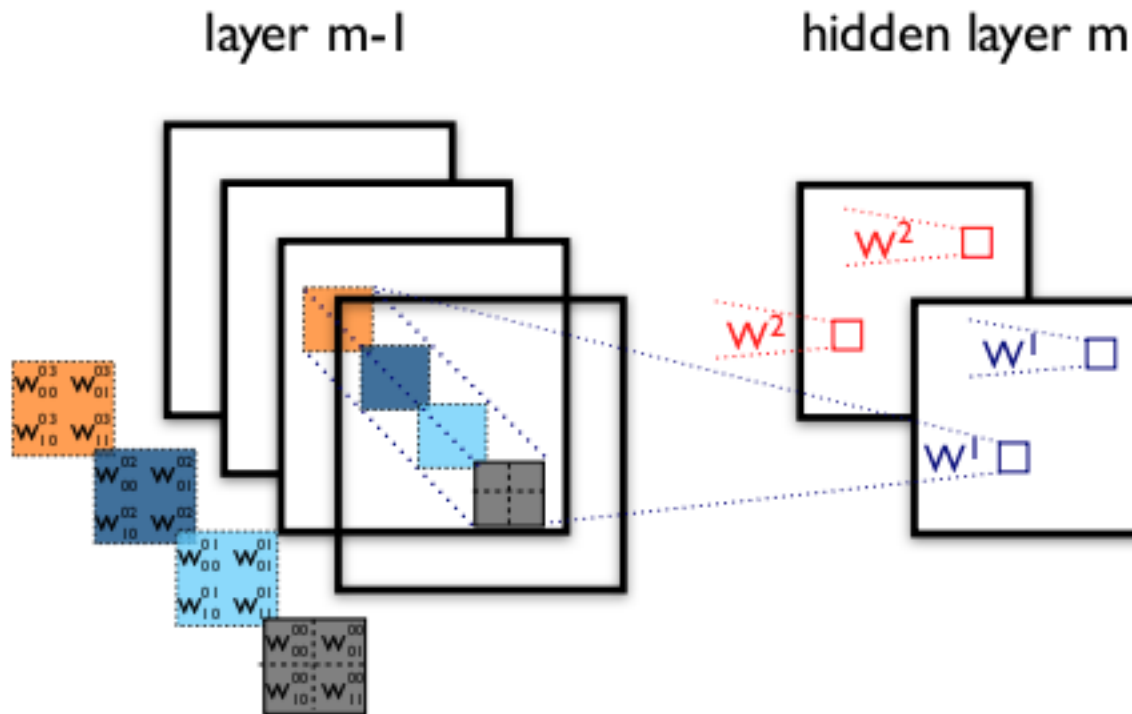 layer m-1
hidden layer m
W²
W²
W¹
W¹
W⁰³₀₀ W⁰³₀₁
W⁰³₁₀ W⁰³₁₁
W⁰²₀₀ W⁰²₀₁
W⁰²₁₀ W⁰²₁₁
W⁰¹₀₀ W⁰¹₀₁
W⁰¹₁₀ W⁰¹₁₁
W⁰⁰₀₀ W⁰⁰₀₁
W⁰⁰₁₀ W⁰⁰₁₁